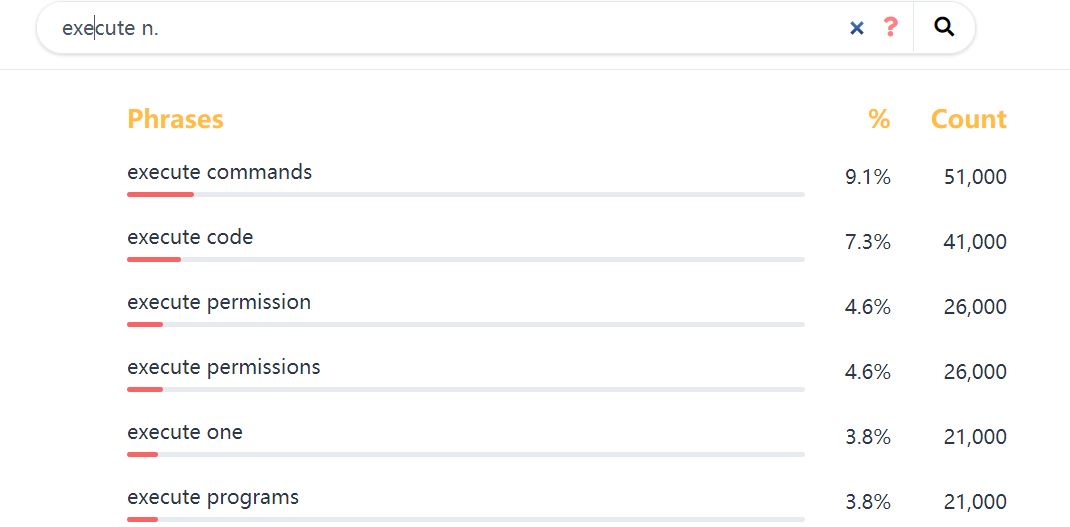 execute n.
Phrases % Count
execute commands 9.1% 51,000
execute code 7.3% 41,000
execute permission 4.6% 26,000
execute permissions 4.6% 26,000
execute one 3.8% 21,000
execute programs 3.8% 21,000